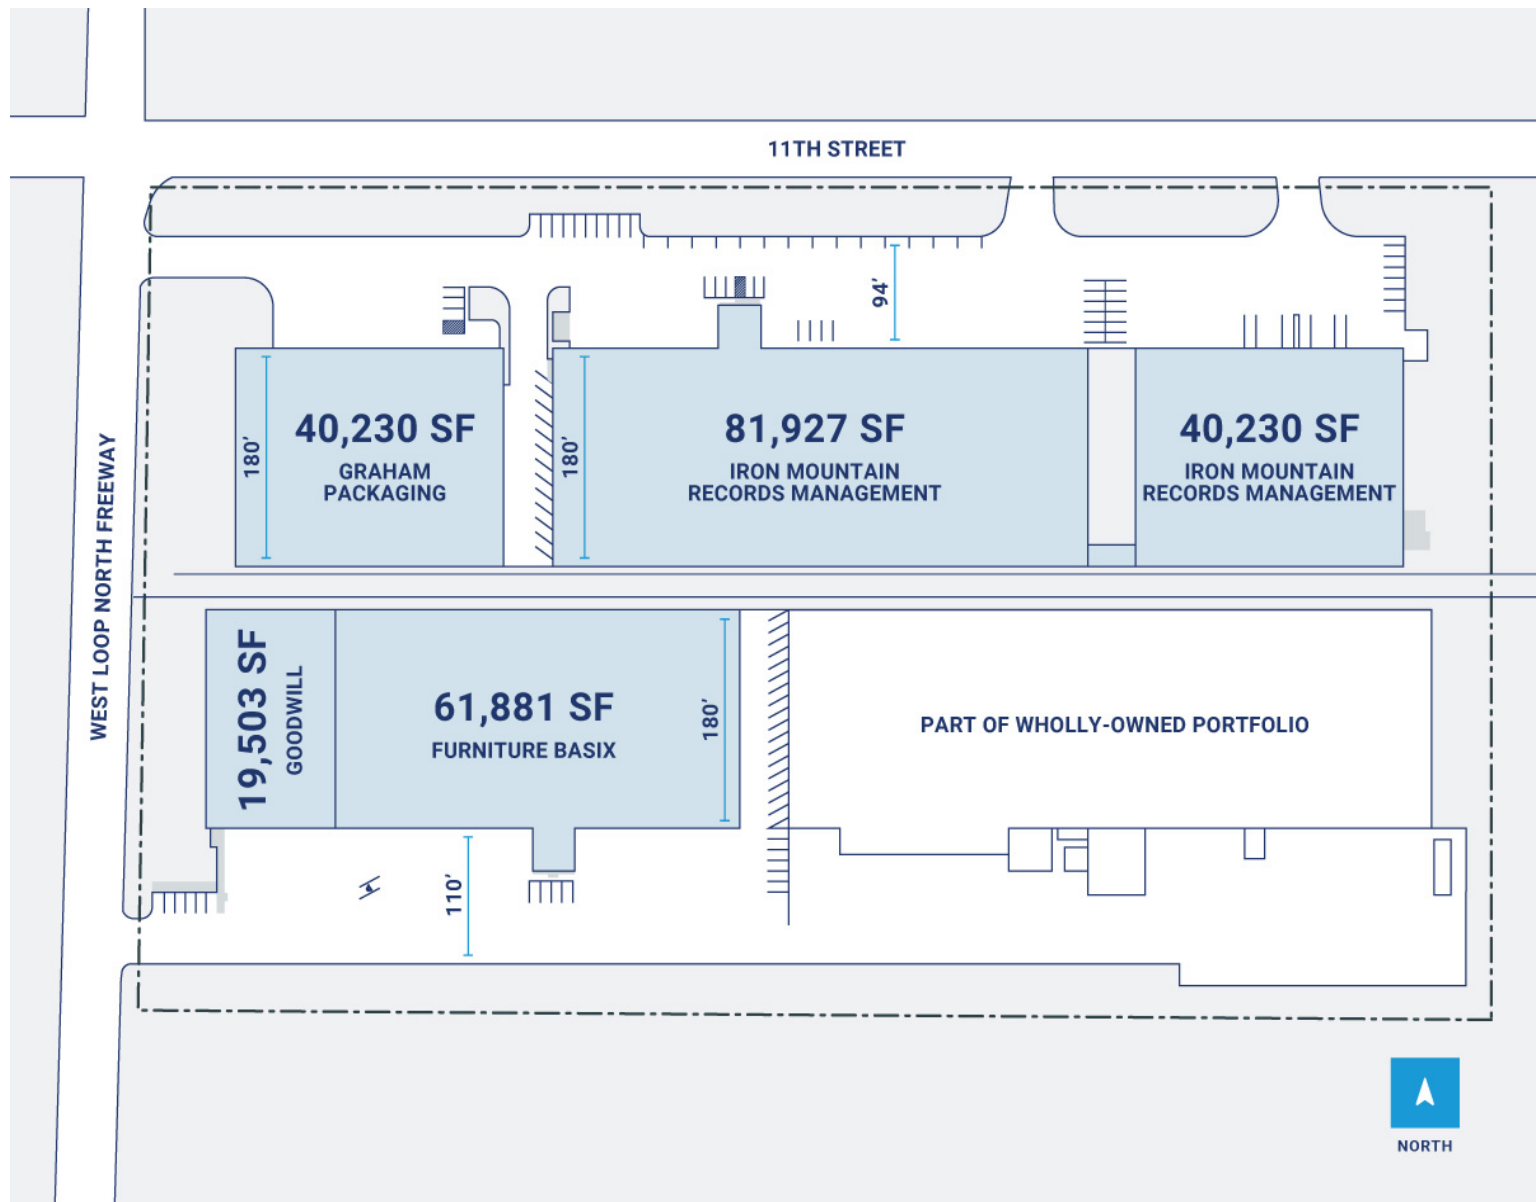 11TH STREET
94'
WEST LOOP NORTH FREEWAY
180'
40,230 SF
GRAHAM
PACKAGING
180'
81,927 SF
IRON MOUNTAIN
RECORDS MANAGEMENT
40,230 SF
IRON MOUNTAIN
RECORDS MANAGEMENT
19,503 SF
GOODWILL
61,881 SF
FURNITURE BASIX
180'
PART OF WHOLLY-OWNED PORTFOLIO
110'
NORTH